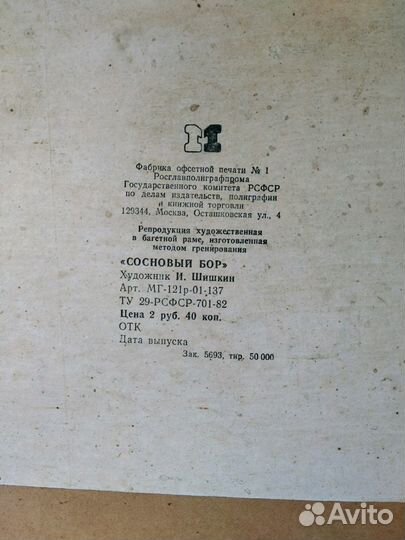 Фабрика офсетной печати № 1
Росглавполиграфпрома
Государственного комитета РСФСР
по делам издательств, полиграфии
и книжной торговли
129344, Москва, Осташковская ул., 4
Репродукция художественная
в багетной раме, изготовленная
методом гренирования
«СОСНОВЫЙ БОР»
Художник И. Шишкин
Арт. МГ-121р-01-137
ТУ 29-РСФСР-701-82
Цена 2 руб. 40 коп.
ОТК
Дата выпуска
Зак. 5693, тир. 50 000
Avito